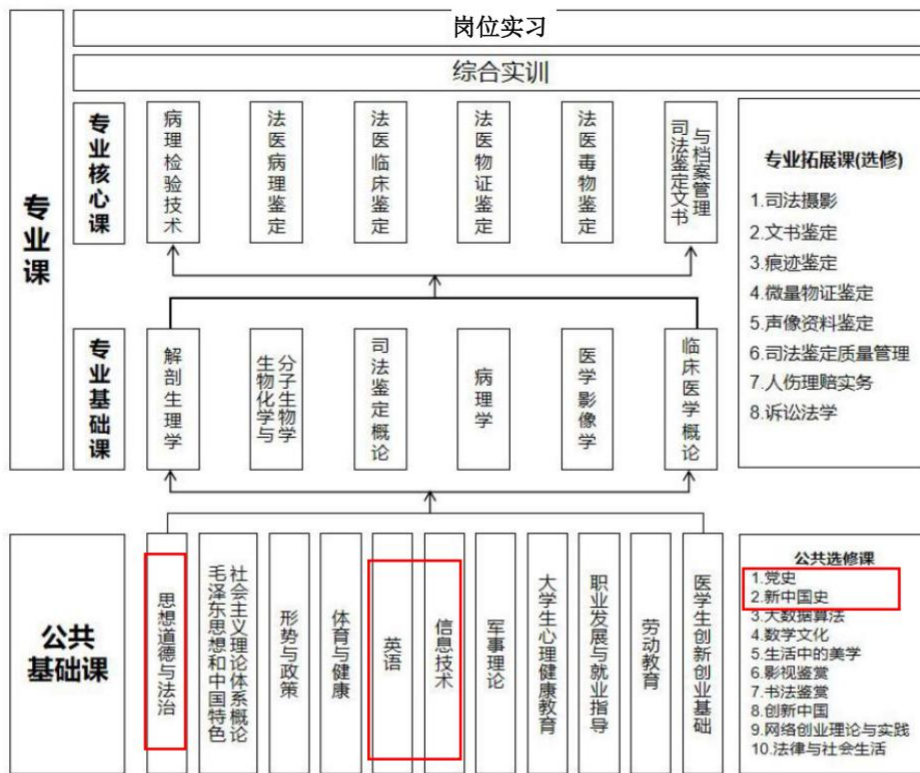 岗位实习
综合实训
专业课
专业核心课
病理检验技术
法医病理鉴定
法医临床鉴定
法医物证鉴定
法医毒物鉴定
司法鉴定文书
与档案管理
专业拓展课(选修)
1.司法摄影
2.文书鉴定
3.痕迹鉴定
4.微量物证鉴定
5.声像资料鉴定
6.司法鉴定质量管理
7.人伤理赔实务
8.诉讼法学
专业基础课
解剖生理学
生物化学与
分子生物学
司法鉴定概论
病理学
医学影像学
临床医学概论
公共
基础课
思想道德与法治
毛泽东思想和中国特色
社会主义理论体系概论
形势与政策
体育与健康
英语
信息技术
军事理论
大学生心理健康教育
职业发展与就业指导
劳动教育
医学生创新创业基础
公共选修课
1.党史
2.新中国史
3.大数据算法
4.数学文化
5.生活中的美学
6.影视鉴赏
7.书法鉴赏
8.创新中国
9.网络创业理论与实践
10.法律与社会生活